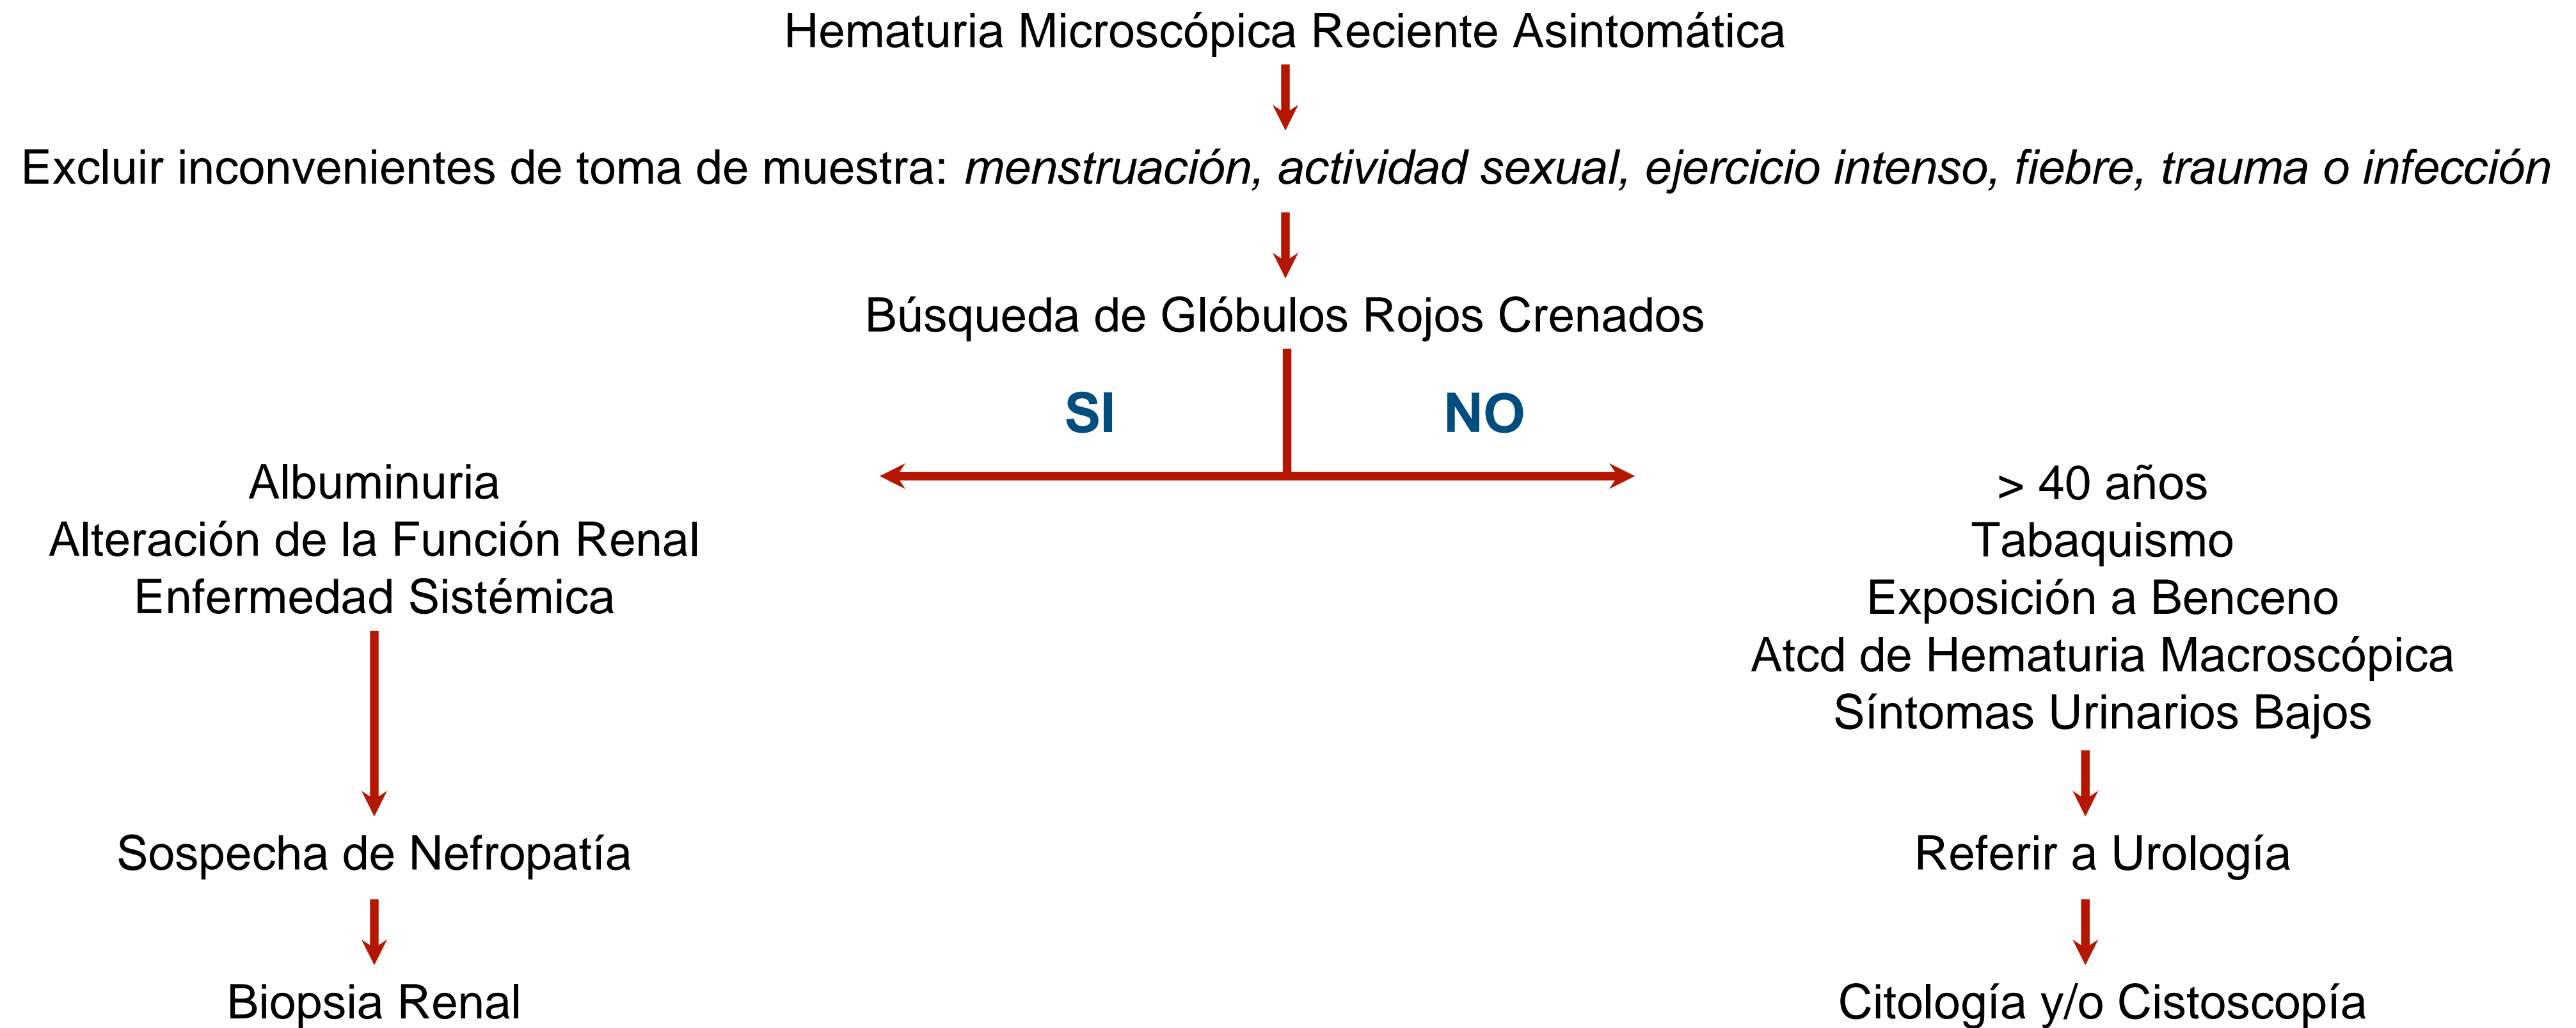 Hematuria Microscópica Reciente Asintomática
Excluir inconvenientes de toma de muestra: menstruación, actividad sexual, ejercicio intenso, fiebre, trauma o infección
Búsqueda de Glóbulos Rojos Crenados
SI
NO
Albuminuria
Alteración de la Función Renal
Enfermedad Sistémica
Sospecha de Nefropatía
Biopsia Renal
> 40 años
Tabaquismo
Exposición a Benceno
Atcd de Hematuria Macroscópica
Síntomas Urinarios Bajos
Referir a Urología
Citología y/o Cistoscopía